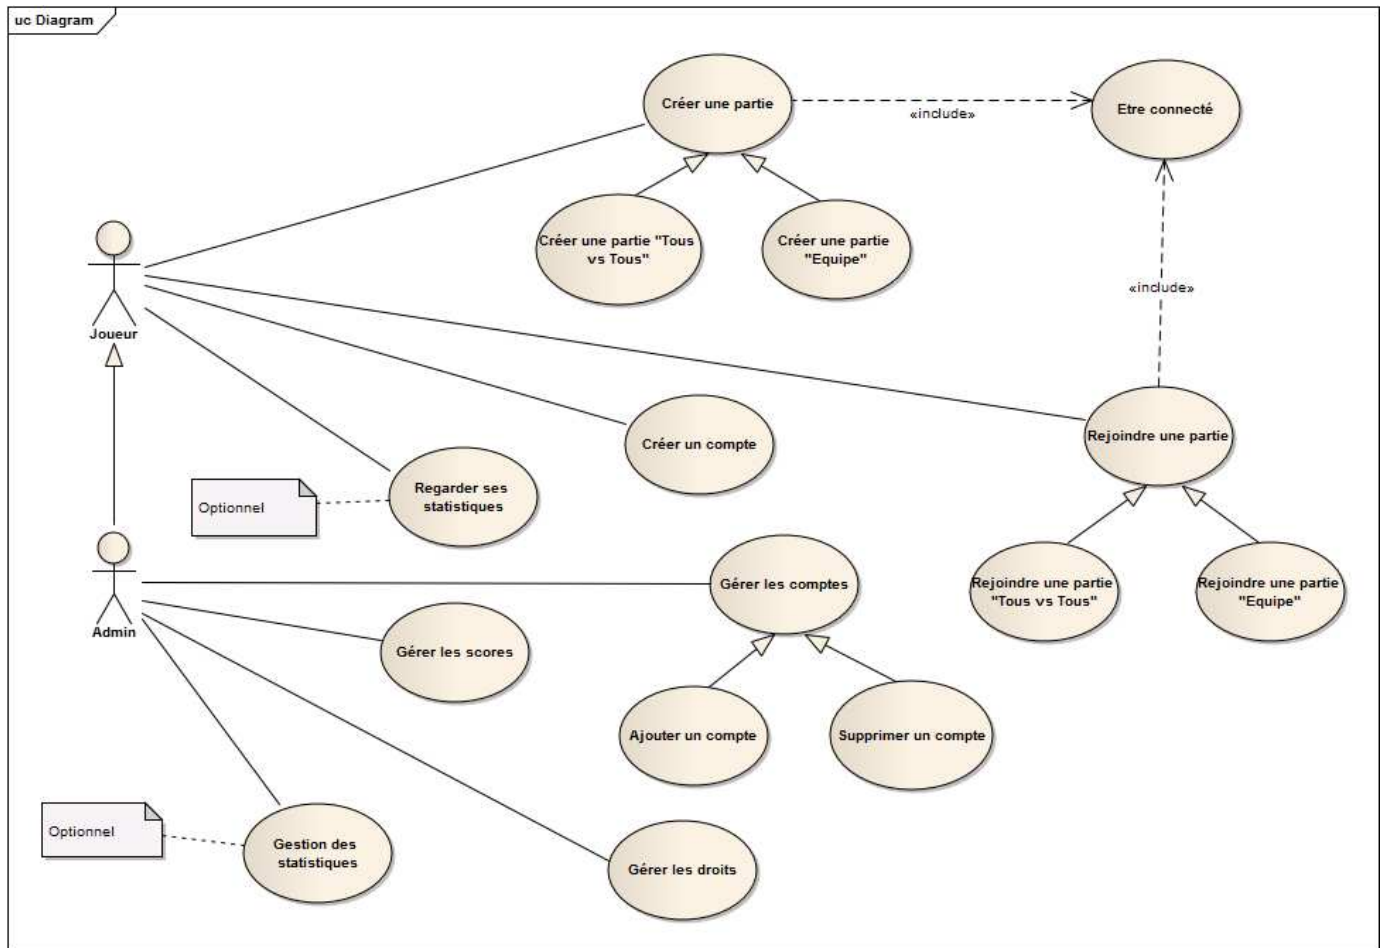 uc Diagram
Créer une partie
«include»
Etre connecté
Créer une partie "Tous
vs Tous"
Créer une partie
"Equipe"
Joueur
«include»
Créer un compte
Rejoindre une partie
Regarder ses
statistiques
Optionnel
Admin
Gérer les comptes
Rejoindre une partie
"Tous vs Tous"
Rejoindre une partie
"Equipe"
Gérer les scores
Ajouter un compte
Supprimer un compte
Optionnel
Gestion des
statistiques
Gérer les droits